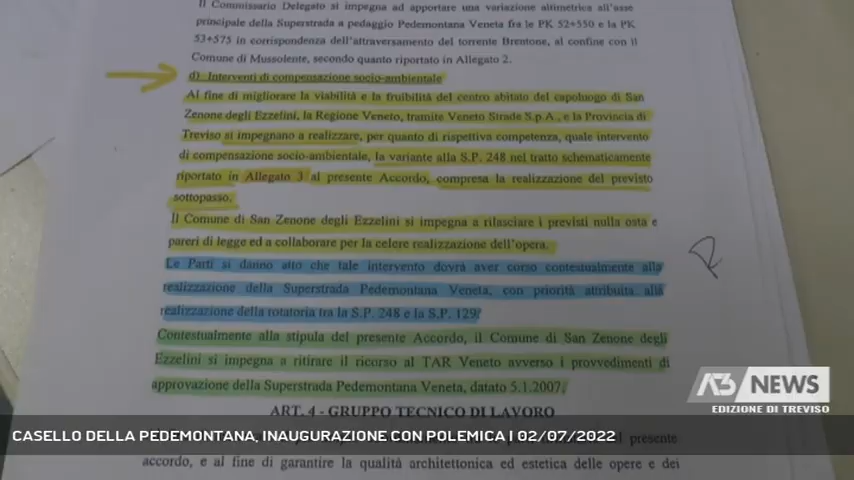 Il Commissario Delegato si impegna ad apportare una variazione altimetrica all'asse
principale della Superstrada a pedaggio Pedemontana Veneta fra le PK 52+550 e la PK
53+575 in corrispondenza dell'attraversamento del torrente Brentone, al confine con il
Comune di Mussolente, secondo quanto riportato in Allegato 2.
d) Interventi di compensazione socio-ambientale
Al fine di migliorare la viabilità e la fruibilità del centro abitato del capoluogo di San
Zenone degli Ezzelini, la Regione Veneto, tramite Veneto Strade S.p.A., e la Provincia di
Treviso si impegnano a realizzare, per quanto di rispettiva competenza, quale intervento
di compensazione socio-ambientale, la variante alla S.P. 248 nel tratto schematicamente
riportato in Allegato 3 al presente Accordo, compresa la realizzazione del previsto
sottopasso.
Il Comune di San Zenone degli Ezzelini si impegna a rilasciare i previsti nulla osta e
pareri di legge ed a collaborare per la celere realizzazione dell'opera.
Le Parti si danno atto che tale intervento dovrà aver corso contestualmente alla
realizzazione della Superstrada Pedemontana Veneta, con priorità attribuita alla
realizzazione della rotatoria tra la S.P. 248 e la S.P. 129.
Contestualmente alla stipula del presente Accordo, il Comune di San Zenone degli
Ezzelini si impegna a ritirare il ricorso al TAR Veneto avverso i provvedimenti di
approvazione della Superstrada Pedemontana Veneta, datato 5.1.2007.
ART. 4 - GRUPPO TECNICO DI LAVORO
presente
accordo, e al fine di garantire la qualità architettonica ed estetica delle opere e dei
A3 NEWS
EDIZIONE DI TREVISO
CASELLO DELLA PEDEMONTANA, INAUGURAZIONE CON POLEMICA | 02/07/2022